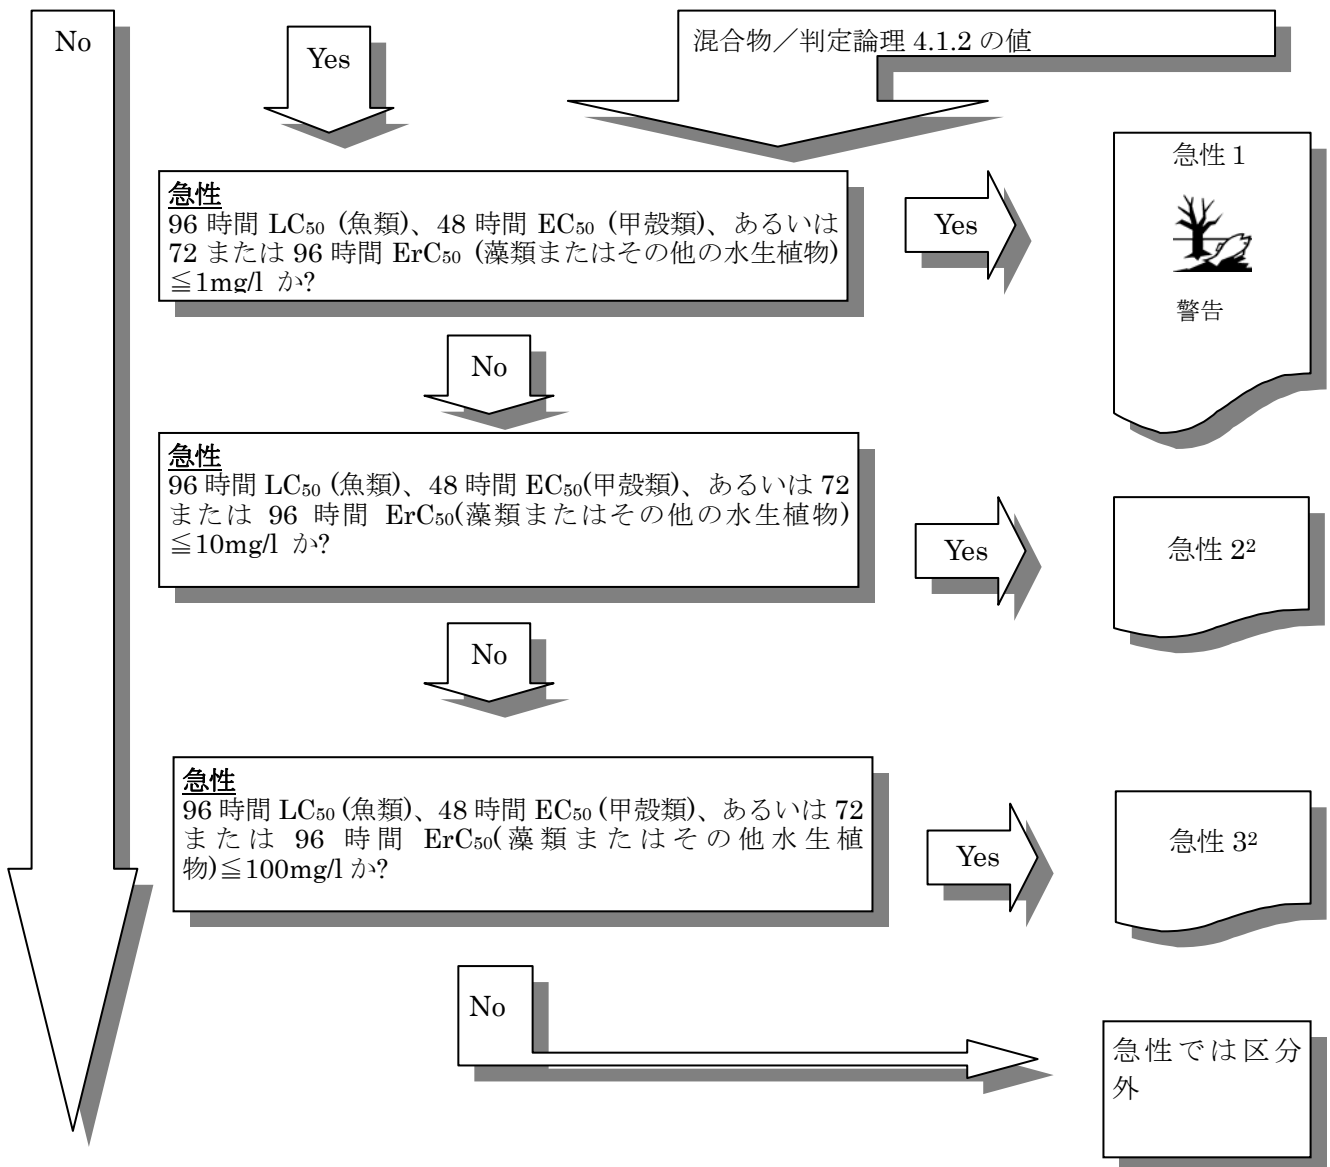 No
Yes
混合物／判定論理 4.1.2 の値
急性
96 時間 LC₅₀ (魚類)、48 時間 EC₅₀ (甲殻類)、あるいは
72 または 96 時間 ErC₅₀ (藻類またはその他の水生植物)
≦1mg/l か?
Yes
急性 1
警告
No
急性
96 時間 LC₅₀ (魚類)、48 時間 EC₅₀(甲殻類)、あるいは 72
または 96 時間 ErC₅₀(藻類またはその他の水生植物)
≦10mg/l か?
Yes
急性 2²
No
急性
96 時間 LC₅₀ (魚類)、48 時間 EC₅₀ (甲殻類)、あるいは 72
または 96 時間 ErC₅₀(藻類またはその他水生植
物)≦100mg/l か?
Yes
急性 3²
No
急性では区分
外